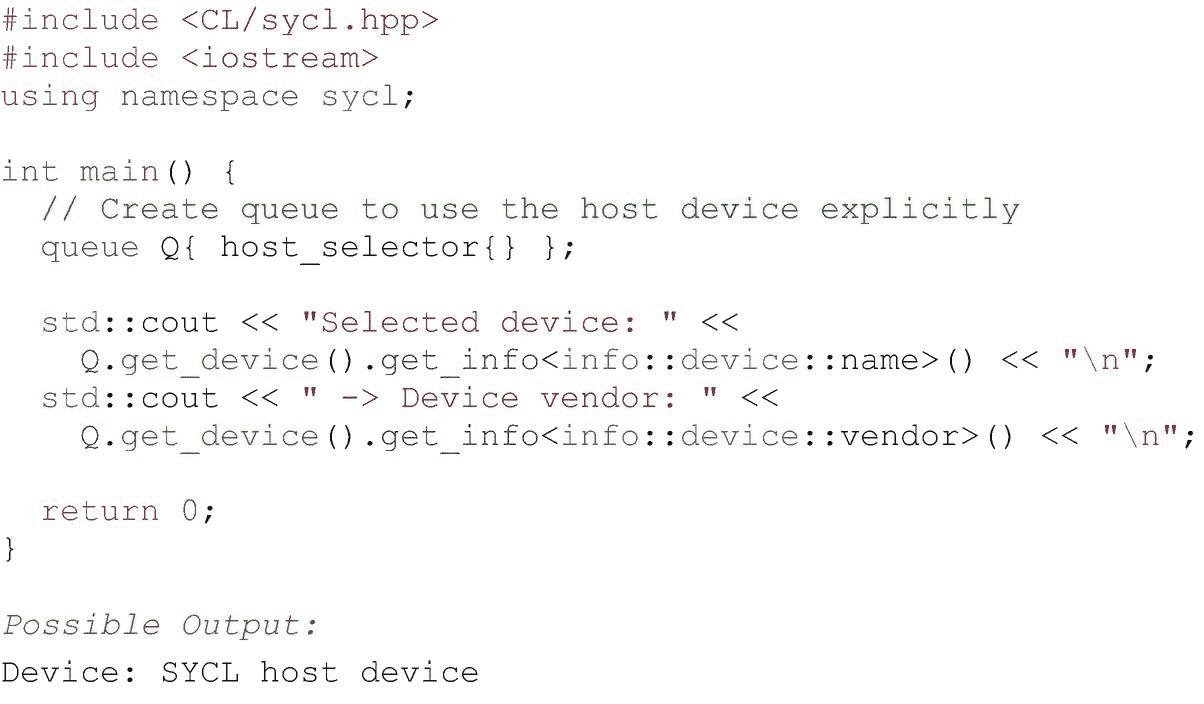 #include <CL/sycl.hpp>
#include <iostream>
using namespace sycl;

int main() {
  // Create queue to use the host device explicitly
  queue Q{ host_selector{} };

  std::cout << "Selected device: " <<
    Q.get_device().get_info<info::device::name>() << "\n";
  std::cout << " -> Device vendor: " <<
    Q.get_device().get_info<info::device::vendor>() << "\n";

  return 0;
}

Possible Output:
Device: SYCL host device